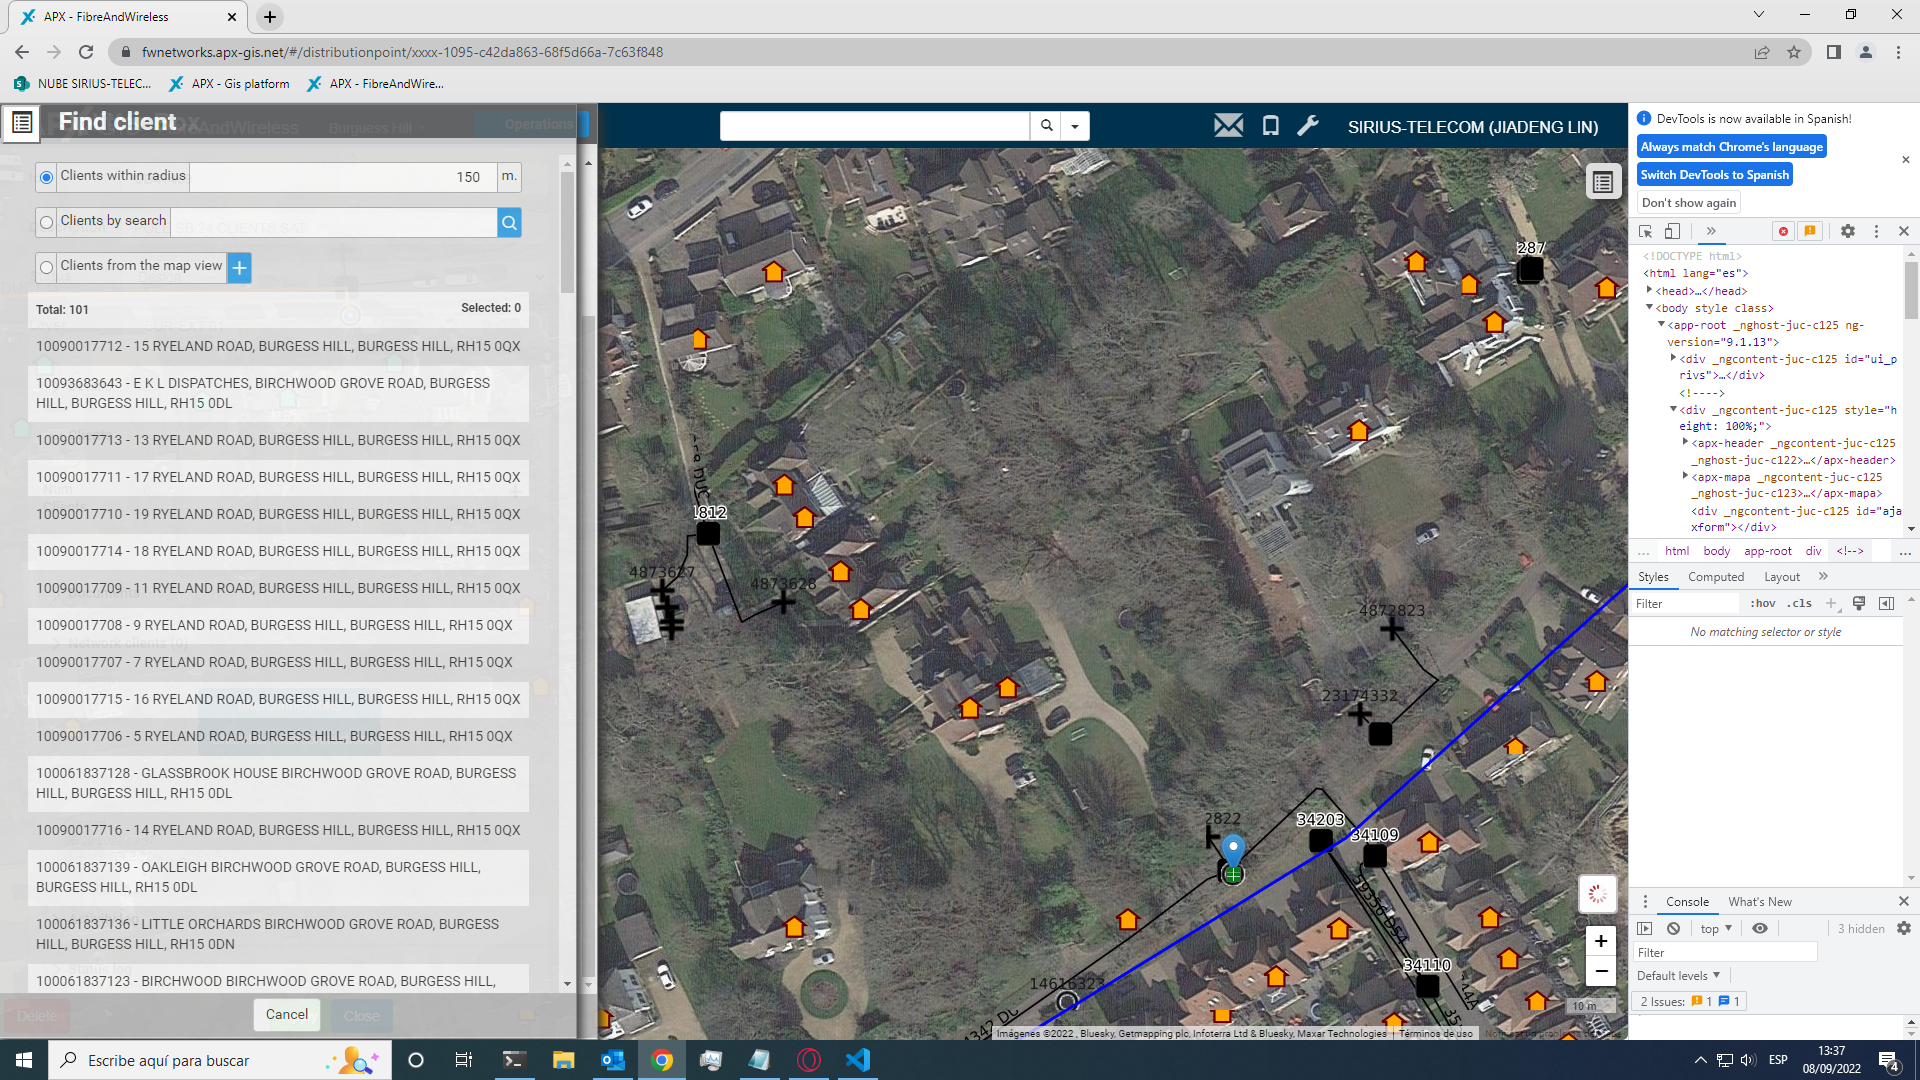 APX - FibreAndWireless
fwnetworks.apx-gis.net/#/distributionpoint/xxxx-1095-c42da863-68f5d66a-7c63f848
NUBE SIRIUS-TELEC...
APX - Gis platform
APX - FibreAndWire...
Find client
AndWireless
Burguess Hill
Operations
SIRIUS-TELECOM (JIADENG LIN)
Clients within radius
150
m.
Clients by search
Clients from the map view
Total: 101
Selected: 0
10090017712 - 15 RYELAND ROAD, BURGESS HILL, BURGESS HILL, RH15 0QX
10093683643 - E K L DISPATCHES, BIRCHWOOD GROVE ROAD, BURGESS
HILL, BURGESS HILL, RH15 0DL
10090017713 - 13 RYELAND ROAD, BURGESS HILL, BURGESS HILL, RH15 0QX
10090017711 - 17 RYELAND ROAD, BURGESS HILL, BURGESS HILL, RH15 0QX
10090017710 - 19 RYELAND ROAD, BURGESS HILL, BURGESS HILL, RH15 0QX
10090017714 - 18 RYELAND ROAD, BURGESS HILL, BURGESS HILL, RH15 0QX
10090017709 - 11 RYELAND ROAD, BURGESS HILL, BURGESS HILL, RH15 0QX
10090017708 - 9 RYELAND ROAD, BURGESS HILL, BURGESS HILL, RH15 0QX
Network clients (0)
10090017707 - 7 RYELAND ROAD, BURGESS HILL, BURGESS HILL, RH15 0QX
10090017715 - 16 RYELAND ROAD, BURGESS HILL, BURGESS HILL, RH15 0QX
10090017706 - 5 RYELAND ROAD, BURGESS HILL, BURGESS HILL, RH15 0QX
100061837128 - GLASSBROOK HOUSE BIRCHWOOD GROVE ROAD, BURGESS
HILL, BURGESS HILL, RH15 0DL
10090017716 - 14 RYELAND ROAD, BURGESS HILL, BURGESS HILL, RH15 0QX
100061837139 - OAKLEIGH BIRCHWOOD GROVE ROAD, BURGESS HILL,
BURGESS HILL, RH15 0DL
100061837136 - LITTLE ORCHARDS BIRCHWOOD GROVE ROAD, BURGESS
HILL, BURGESS HILL, RH15 0DN
Status log
100061837123 - BIRCHWOOD BIRCHWOOD GROVE ROAD, BURGESS HILL,
Delete
Cancel
Close
287
1812
4873627
4873628
4872823
23174332
2822
34203
34109
59356 DS4
34110
14616323
10 m
Imágenes ©2022 , Bluesky, Getmapping plc, Infoterra Ltd & Bluesky, Maxar Technologies
Términos de uso
DevTools is now available in Spanish!
Always match Chrome's language
Switch DevTools to Spanish
Don't show again
<!DOCTYPE html>
<html lang="es">
<head>…</head>
<body style class>
<app-root _nghost-juc-c125 ng-
version="9.1.13">
<div _ngcontent-juc-c125 id="ui_p
rivs">…</div>
<!---->
<div _ngcontent-juc-c125 style="h
eight: 100%;">
<apx-header _ngcontent-juc-c125
_nghost-juc-c122>…</apx-header>
<apx-mapa _ngcontent-juc-c125
_nghost-juc-c123>…</apx-mapa>
<div _ngcontent-juc-c125 id="aja
xform"></div>
... html body app-root div <!--> ...
Styles Computed Layout
Filter
:hov .cls
No matching selector or style
Console What's New
top
3 hidden
Filter
Default levels
2 Issues: 1 1
Escribe aquí para buscar
ESP
13:37
08/09/2022
4